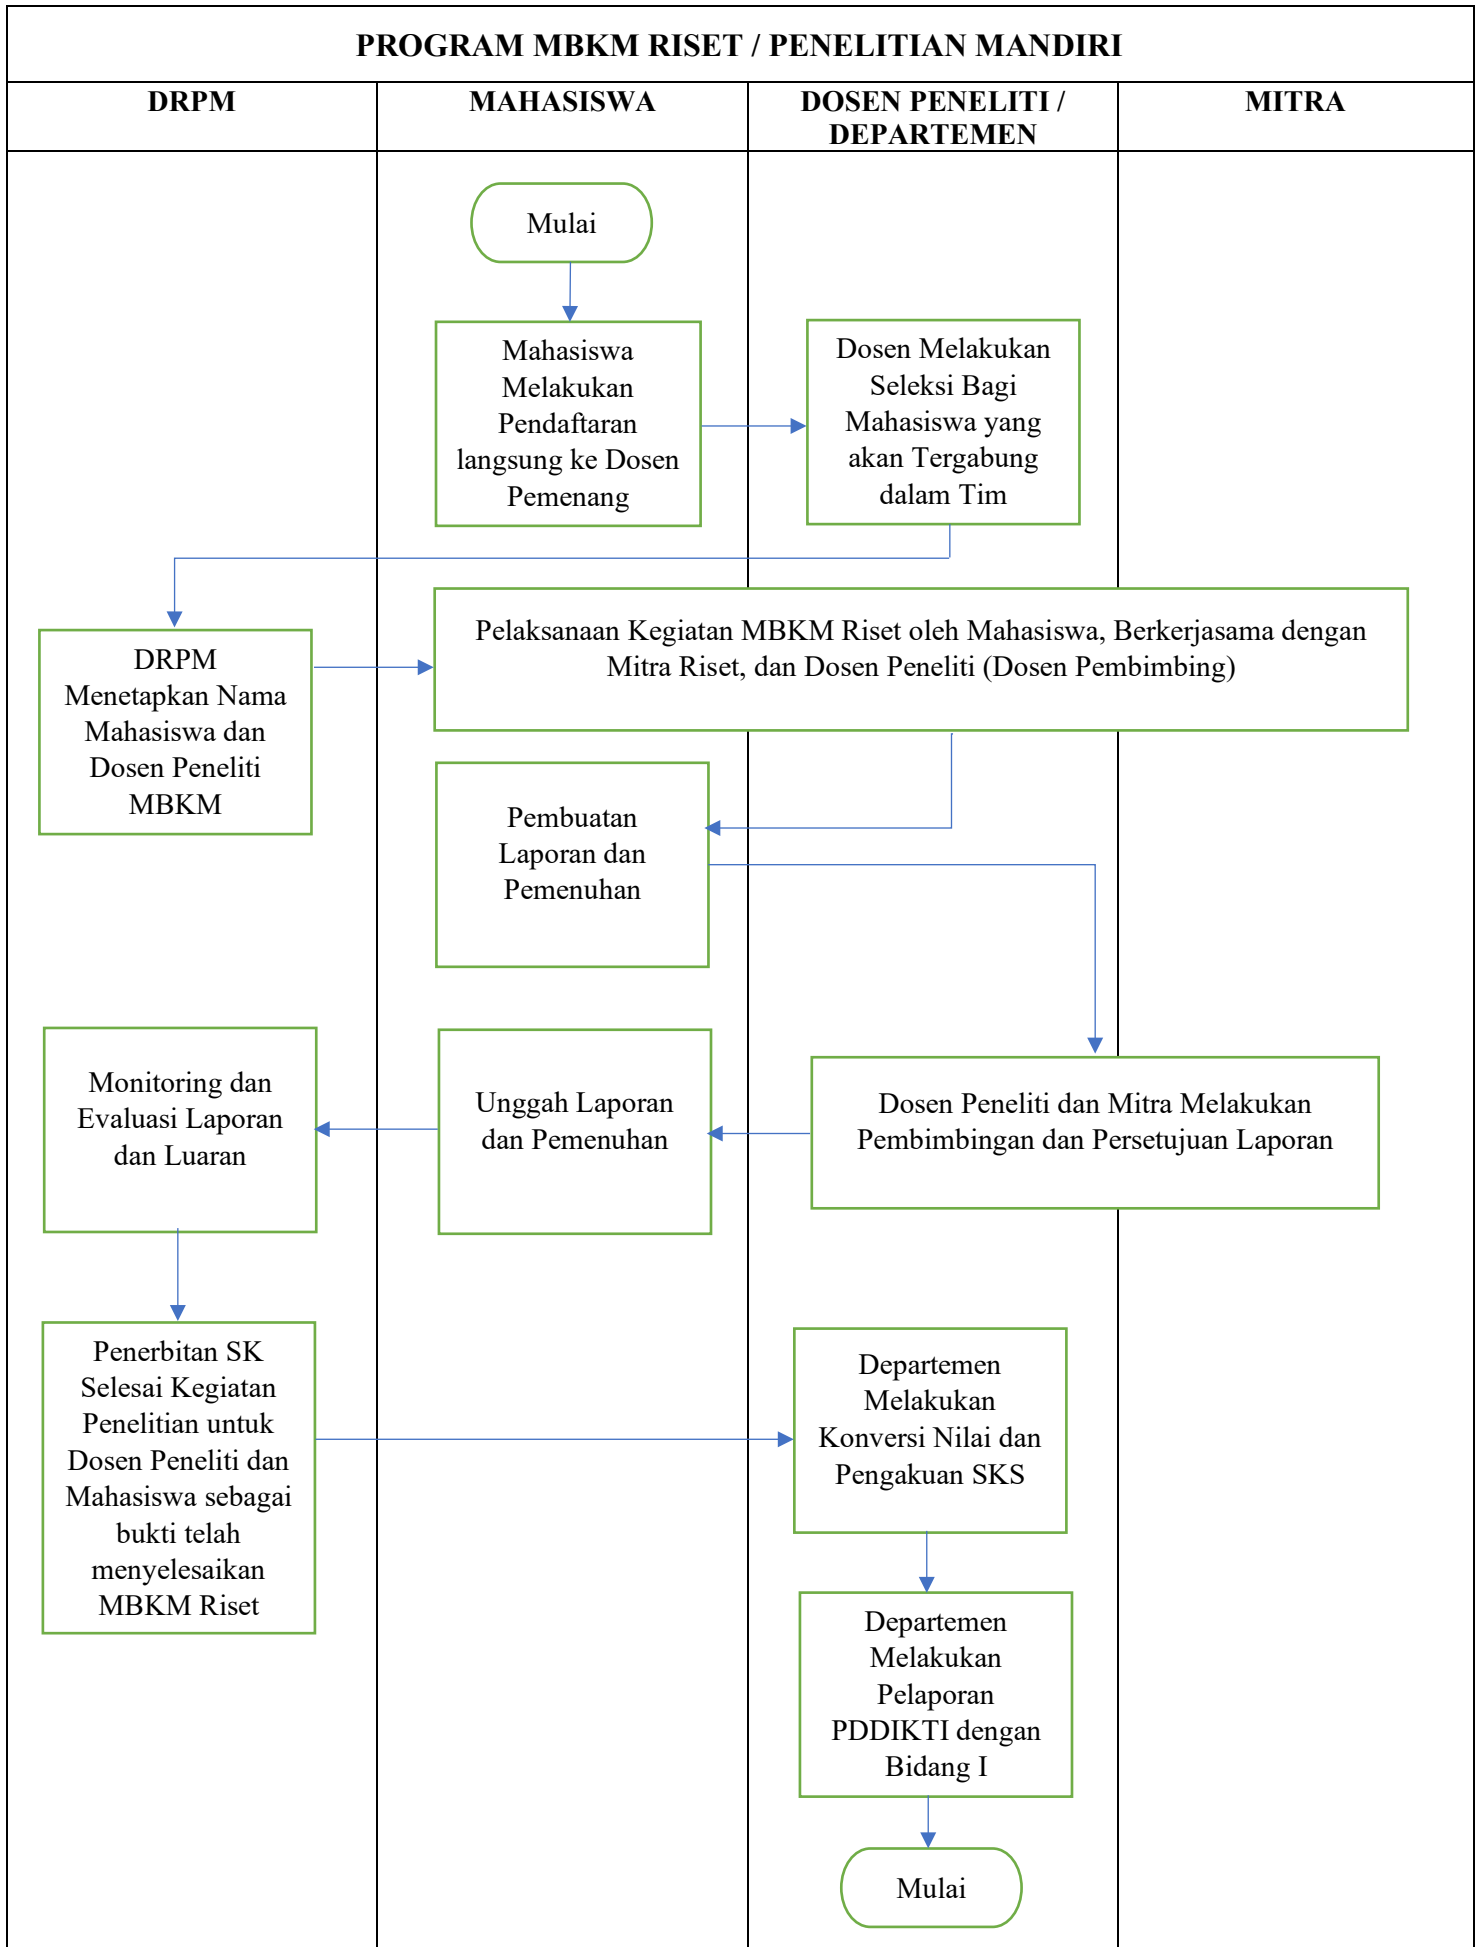 PROGRAM MBKM RISET / PENELITIAN MANDIRI
DRPM
MAHASISWA
DOSEN PENELITI /
DEPARTEMEN
MITRA
Mulai
Mahasiswa
Melakukan
Pendaftaran
langsung ke Dosen
Pemenang
Dosen Melakukan
Seleksi Bagi
Mahasiswa yang
akan Tergabung
dalam Tim
DRPM
Menetapkan Nama
Mahasiswa dan
Dosen Peneliti
MBKM
Pelaksanaan Kegiatan MBKM Riset oleh Mahasiswa, Berkerjasama dengan
Mitra Riset, dan Dosen Peneliti (Dosen Pembimbing)
Pembuatan
Laporan dan
Pemenuhan
Dosen Peneliti dan Mitra Melakukan
Pembimbingan dan Persetujuan Laporan
Unggah Laporan
dan Pemenuhan
Monitoring dan
Evaluasi Laporan
dan Luaran
Penerbitan SK
Selesai Kegiatan
Penelitian untuk
Dosen Peneliti dan
Mahasiswa sebagai
bukti telah
menyelesaikan
MBKM Riset
Departemen
Melakukan
Konversi Nilai dan
Pengakuan SKS
Departemen
Melakukan
Pelaporan
PDDIKTI dengan
Bidang I
Mulai